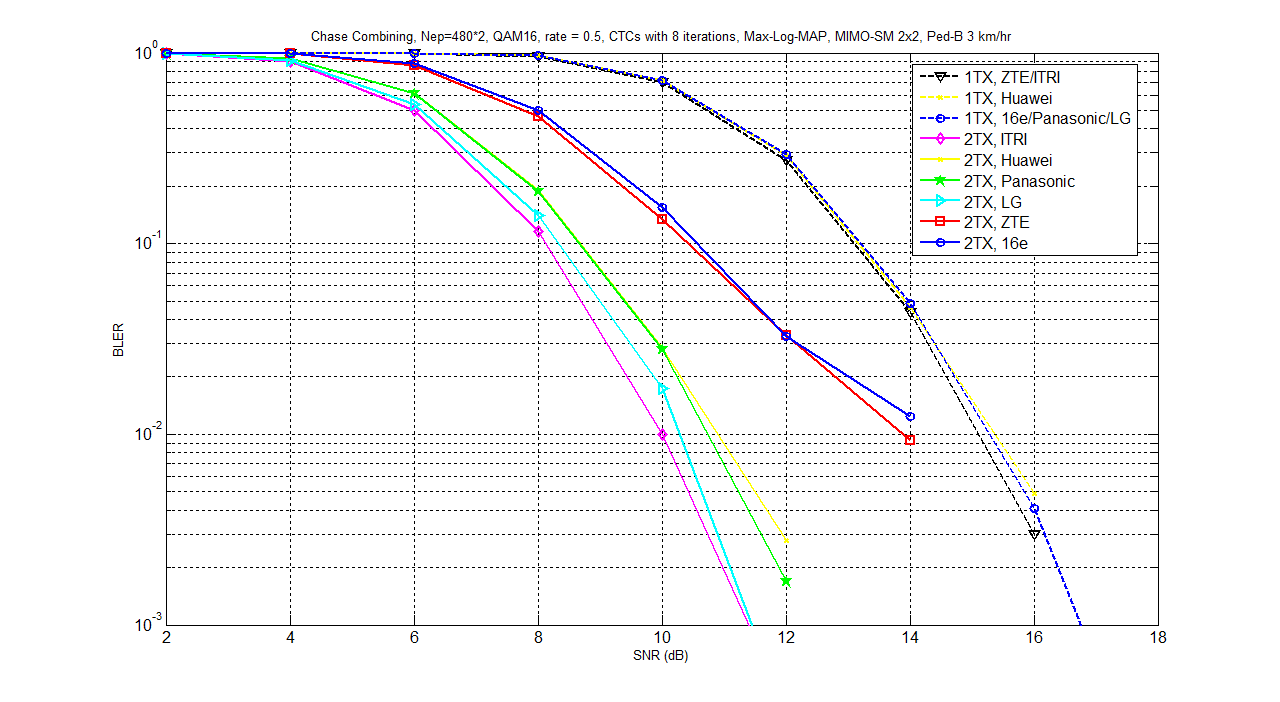 Chase Combining, Nep=480*2, QAM16, rate = 0.5, CTCs with 8 iterations, Max-Log-MAP, MIMO-SM 2x2, Ped-B 3 km/hr
10^0
10^-1
10^-2
10^-3
BLER
2 4 6 8 10 12 14 16 18
SNR (dB)
1TX, ZTE/ITRI
1TX, Huawei
1TX, 16e/Panasonic/LG
2TX, ITRI
2TX, Huawei
2TX, Panasonic
2TX, LG
2TX, ZTE
2TX, 16e